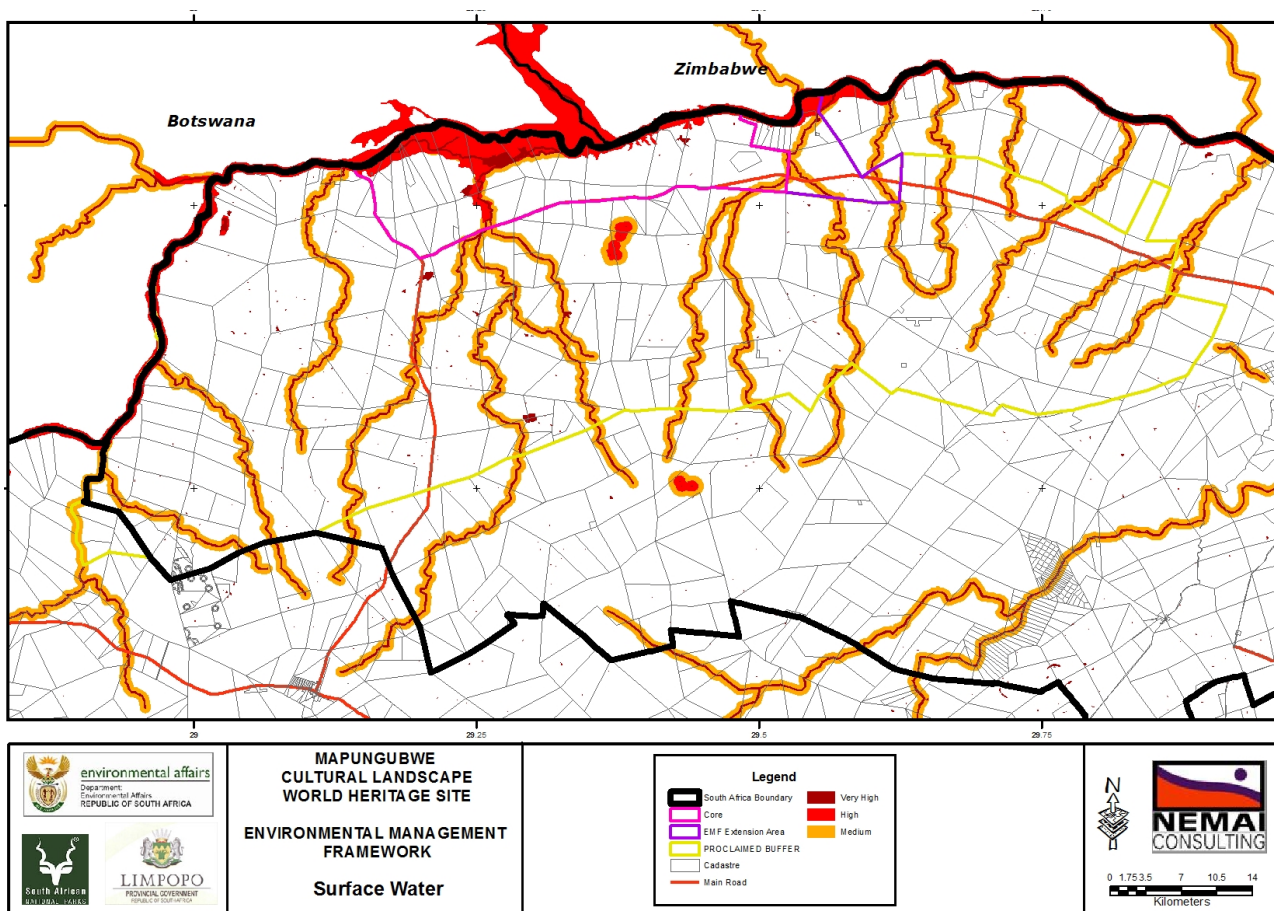 Zimbabwe
Botswana
29
29.25
29.5
29.75
environmental affairs
Department:
Environmental Affairs
REPUBLIC OF SOUTH AFRICA
South African
NATIONAL PARKS
LIMPOPO
PROVINCIAL GOVERNMENT
REPUBLIC OF SOUTH AFRICA
MAPUNGUBWE
CULTURAL LANDSCAPE
WORLD HERITAGE SITE
ENVIRONMENTAL MANAGEMENT
FRAMEWORK
Surface Water
Legend
South Africa Boundary
Core
EMF Extension Area
PROCLAIMED BUFFER
Cadastre
Main Road
Very High
High
Medium
N
NEMAI
CONSULTING
0 1.75 3.5 7 10.5 14
Kilometers